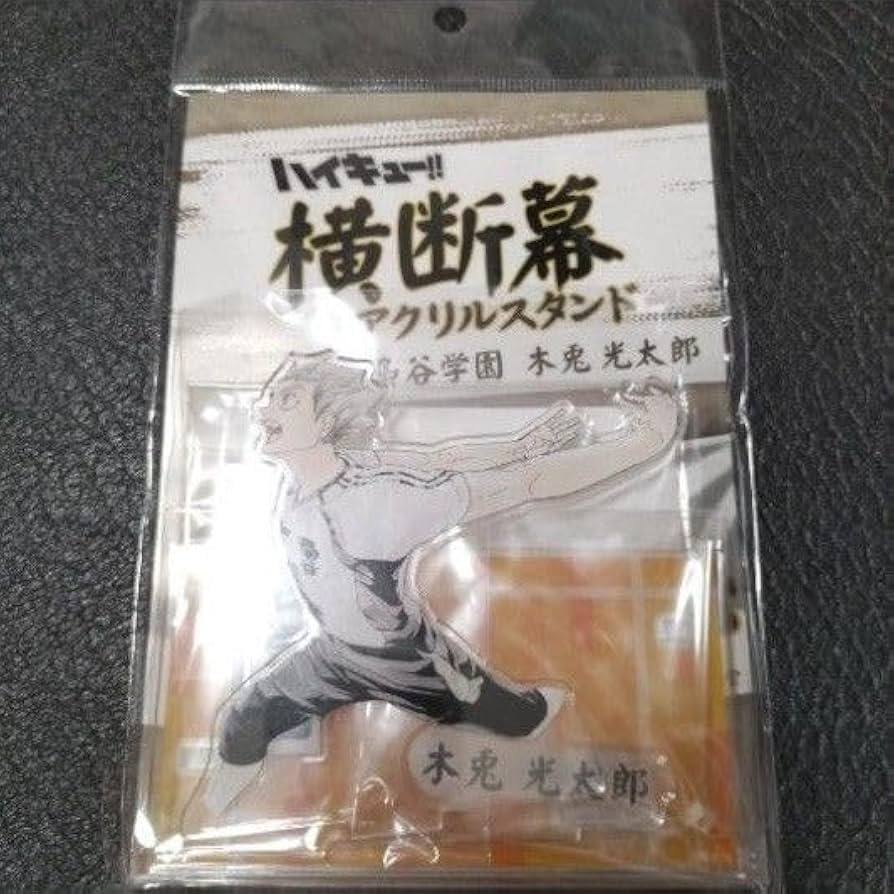 ハイキュー!!
横断幕
アクリルスタンド
谷学園 木兎 光太郎
木兎 光太郎